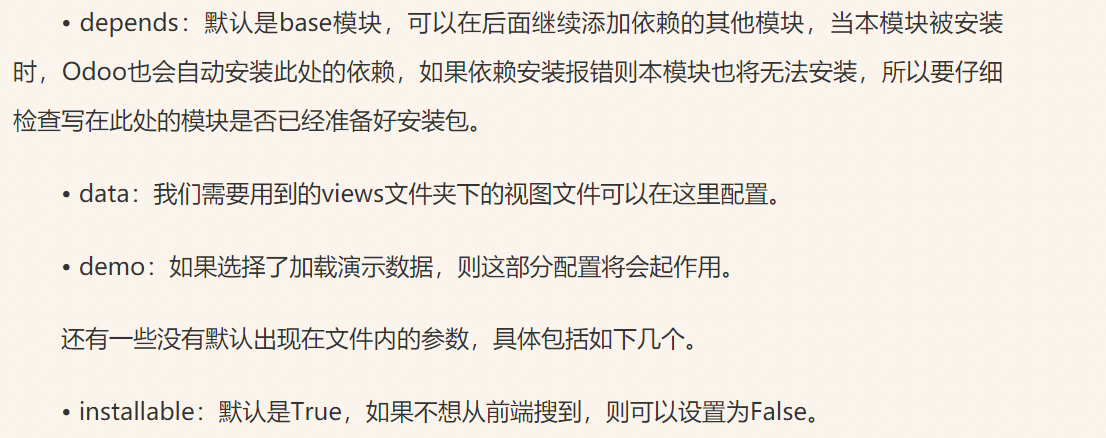 • depends：默认是base模块，可以在后面继续添加依赖的其他模块，当本模块被安装
时，Odoo也会自动安装此处的依赖，如果依赖安装报错则本模块也将无法安装，所以要仔细
检查写在此处的模块是否已经准备好安装包。
• data：我们需要用到的views文件夹下的视图文件可以在这里配置。
• demo：如果选择了加载演示数据，则这部分配置将会起作用。
还有一些没有默认出现在文件内的参数，具体包括如下几个。
• installable：默认是True，如果不想从前端搜到，则可以设置为False。